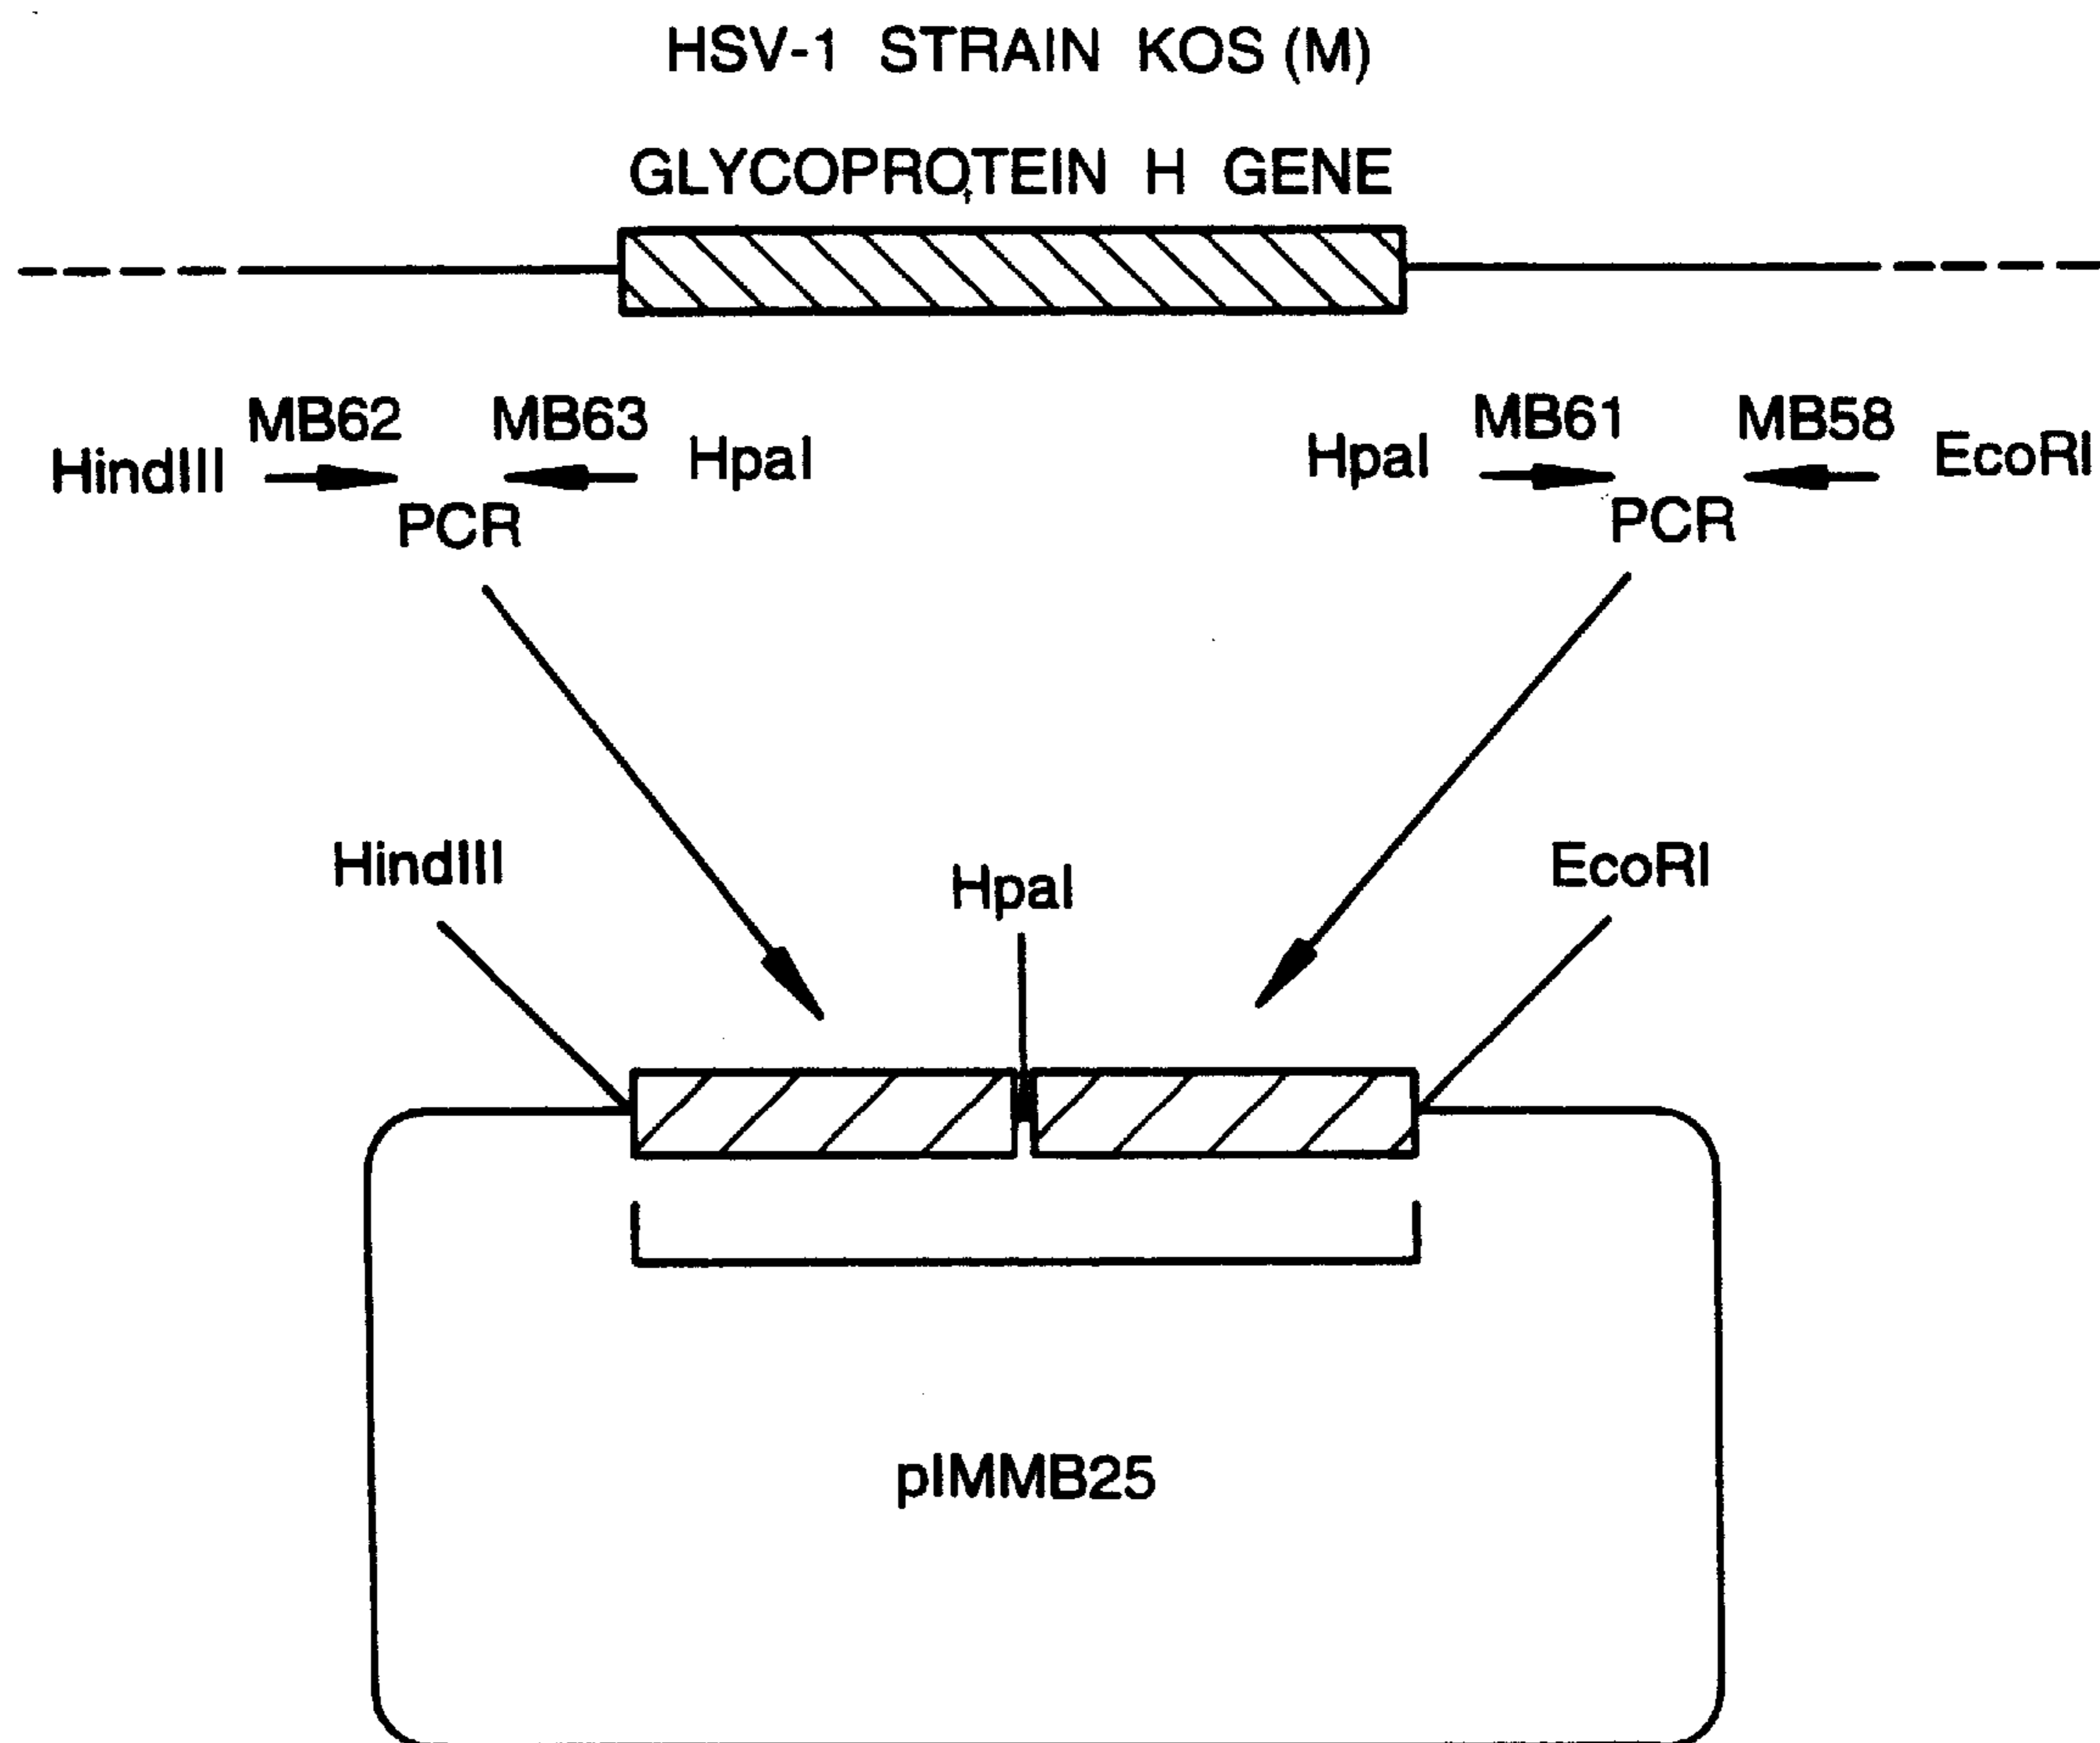 HSV-1 STRAIN KOS (M)
GLYCOPROTEIN H GENE
HindIII MB62 MB63 HpaI HpaI MB61 MB58 EcoRI
PCR PCR
HindIII HpaI EcoRI
pIMMB25